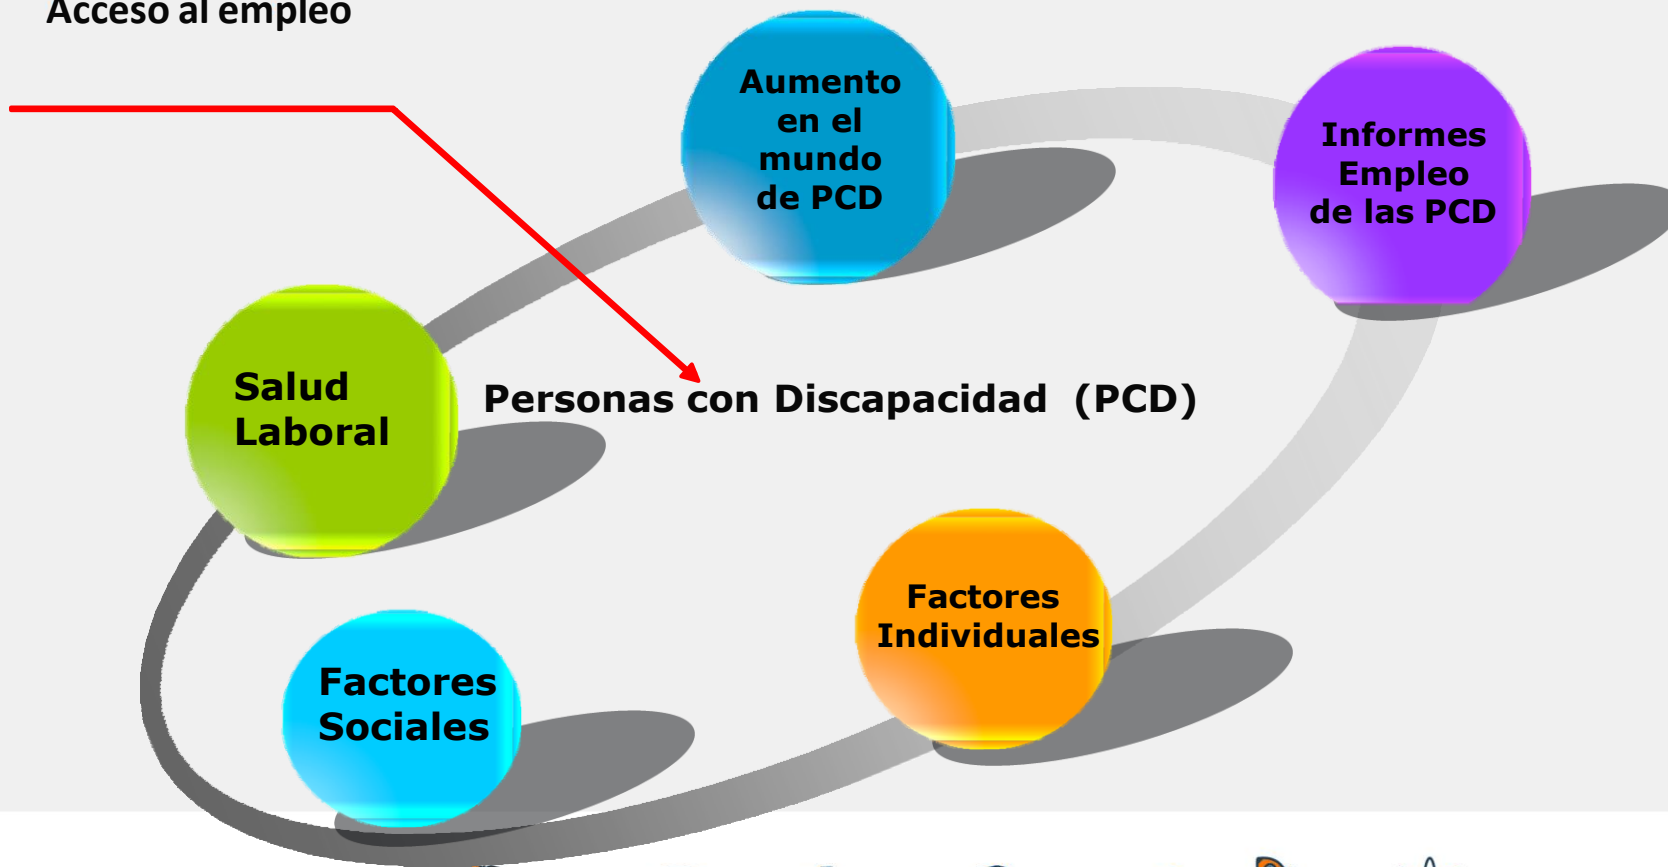 Acceso al empleo
Aumento
en el
mundo
de PCD
Informes
Empleo
de las PCD
Salud
Laboral
Personas con Discapacidad (PCD)
Factores
Individuales
Factores
Sociales